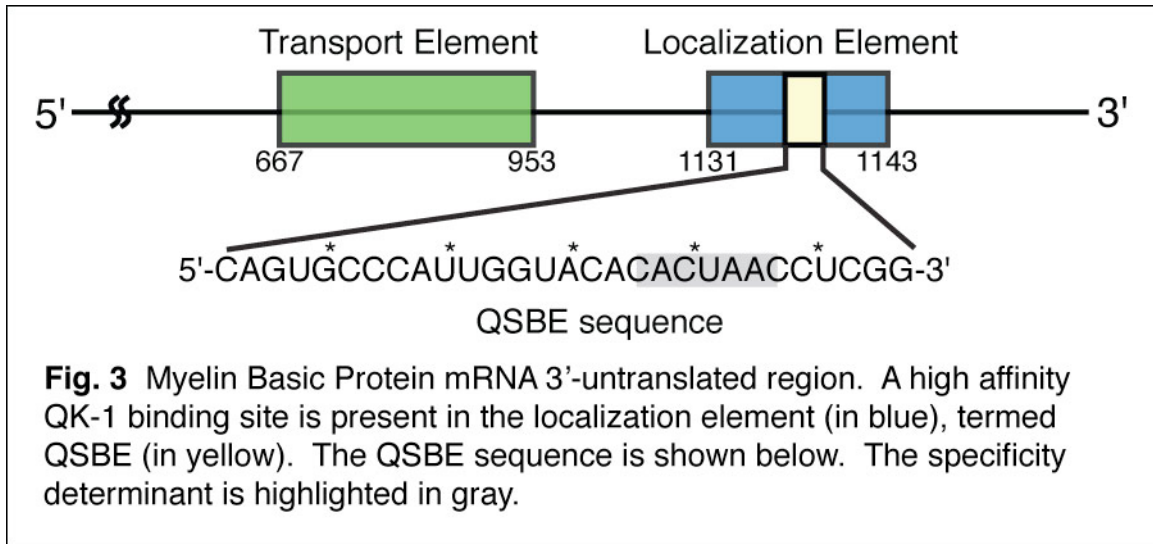 Transport Element Localization Element
5' 3'
667 953 1131 1143
* * * * *
5'-CAGUGCCCAUUGGUACACACUAACCUCGG-3'
QSBE sequence
Fig. 3 Myelin Basic Protein mRNA 3’-untranslated region. A high affinity
QK-1 binding site is present in the localization element (in blue), termed
QSBE (in yellow). The QSBE sequence is shown below. The specificity
determinant is highlighted in gray.